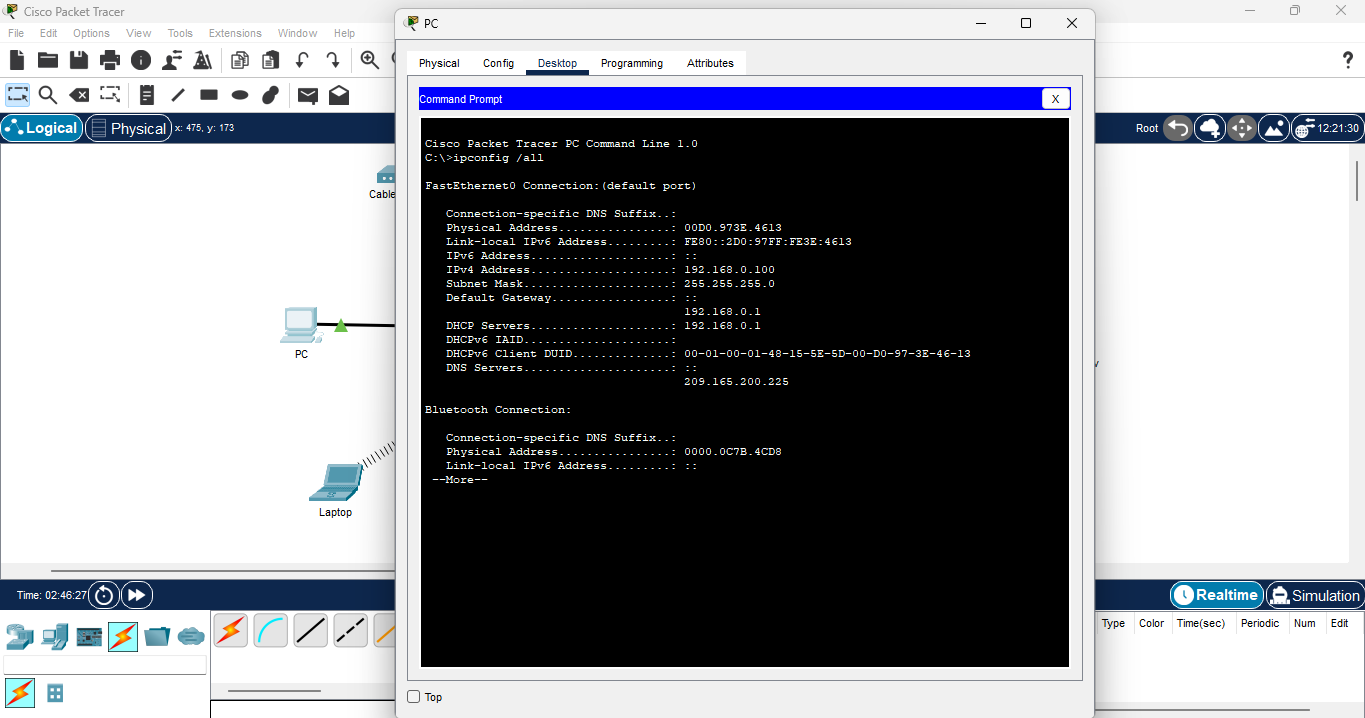 Cisco Packet Tracer
File Edit Options View Tools Extensions Window Help
?
Logical Physical x: 475, y: 173
Root 12:21:30
Cable
PC
Laptop
Time: 02:46:27
Realtime Simulation
Type Color Time(sec) Periodic Num Edit
PC
Physical Config Desktop Programming Attributes
Command Prompt X
Cisco Packet Tracer PC Command Line 1.0
C:\>ipconfig /all
FastEthernet0 Connection:(default port)
Connection-specific DNS Suffix..:
Physical Address................: 00D0.973E.4613
Link-local IPv6 Address.........: FE80::2D0:97FF:FE3E:4613
IPv6 Address....................: ::
IPv4 Address....................: 192.168.0.100
Subnet Mask.....................: 255.255.255.0
Default Gateway.................: ::
192.168.0.1
DHCP Servers....................: 192.168.0.1
DHCPv6 IAID.....................:
DHCPv6 Client DUID..............: 00-01-00-01-48-15-5E-5D-00-D0-97-3E-46-13
DNS Servers.....................: ::
209.165.200.225
Bluetooth Connection:
Connection-specific DNS Suffix..:
Physical Address................: 0000.0C7B.4CD8
Link-local IPv6 Address.........: ::
--More--
Top